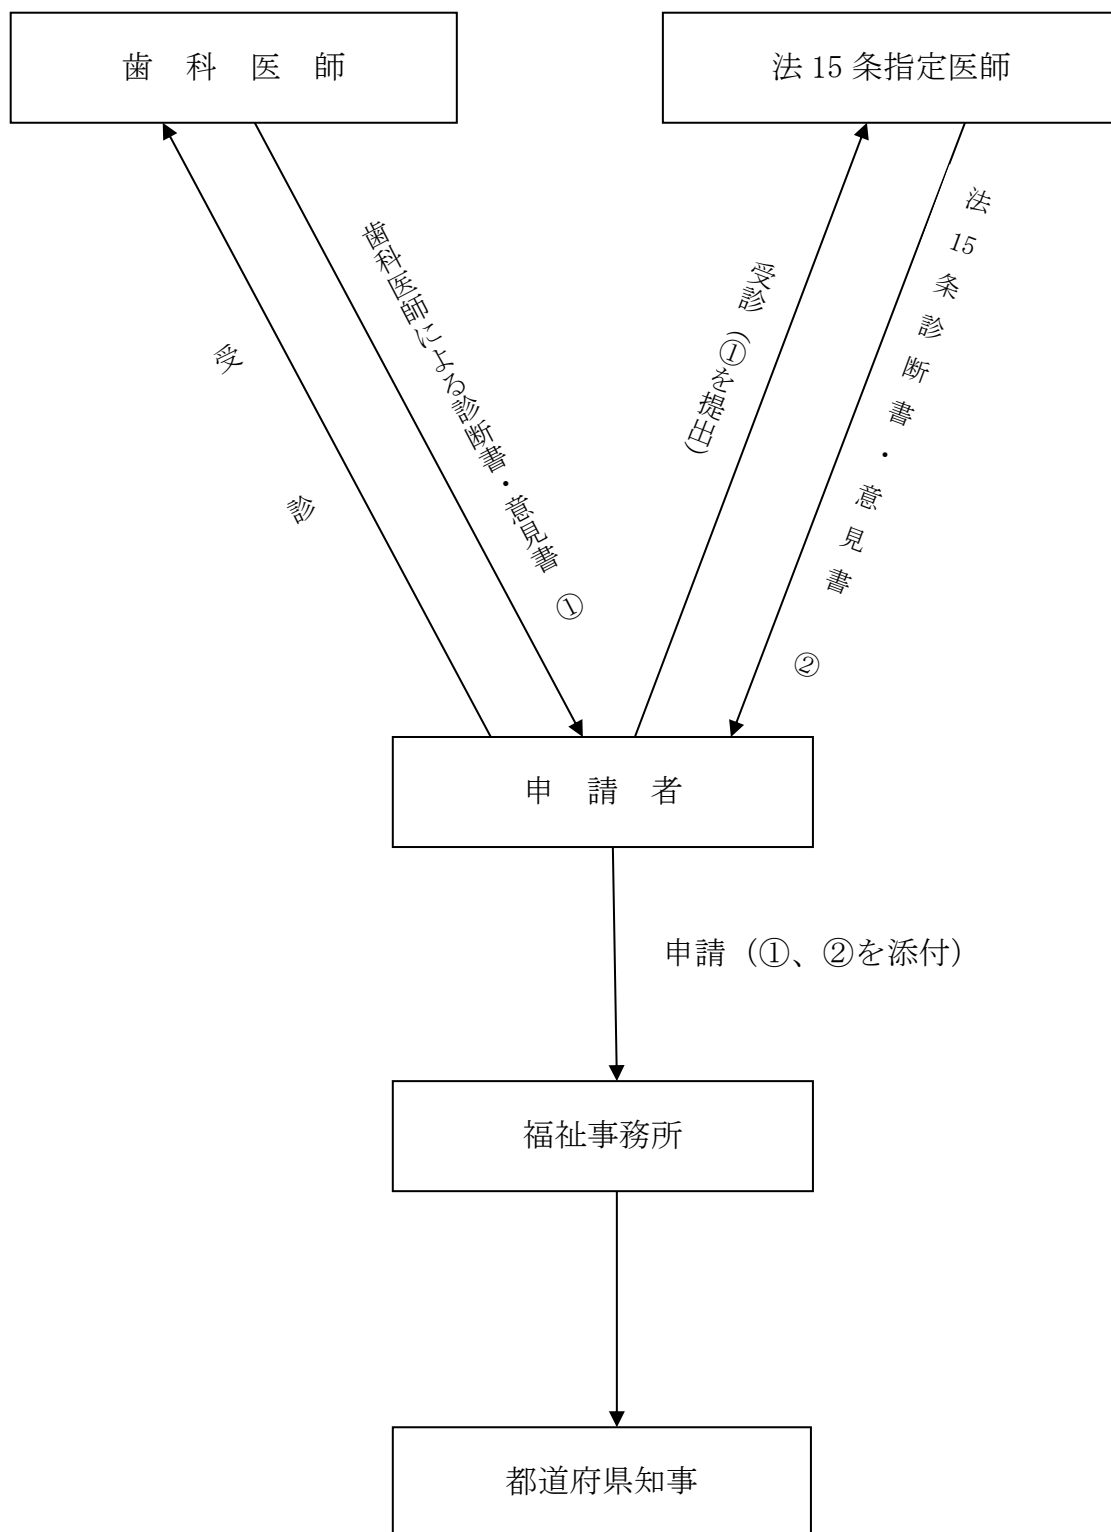 歯　科　医　師
法 15 条指定医師
受　診
歯科医師による診断書・意見書　①
受診（①を提出）
法 15 条診断書・意見書　②
申　請　者
申請（①、②を添付）
福祉事務所
都道府県知事